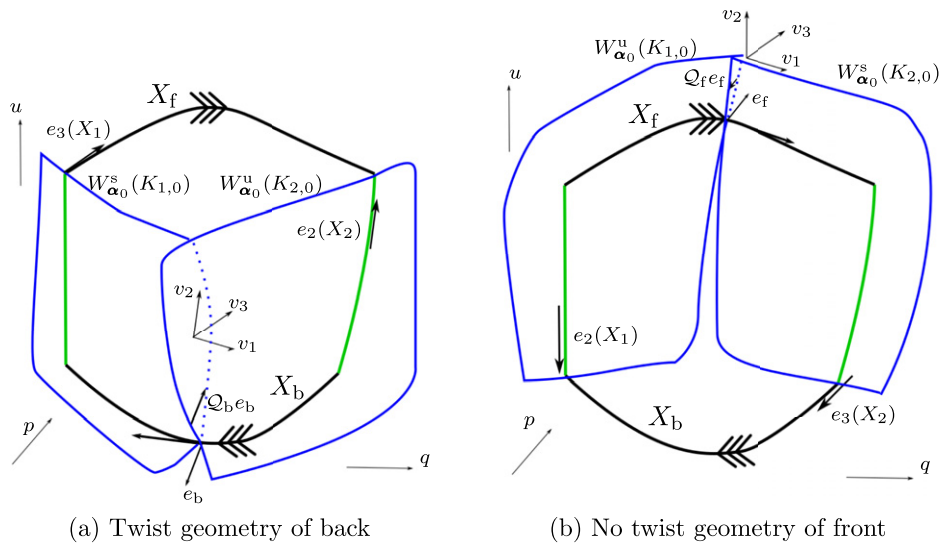 u
e₃(X₁)
X_f
W^s_{α₀}(K_{1,0})
W^u_{α₀}(K_{2,0})
e₂(X₂)
v₂
v₃
v₁
Q_b e_b
X_b
p
e_b
q
(a) Twist geometry of back
v₂
v₃
W^u_{α₀}(K_{1,0})
v₁
W^s_{α₀}(K_{2,0})
Q_f e_f
e_f
u
X_f
e₂(X₁)
e₃(X₂)
X_b
p
q
(b) No twist geometry of front